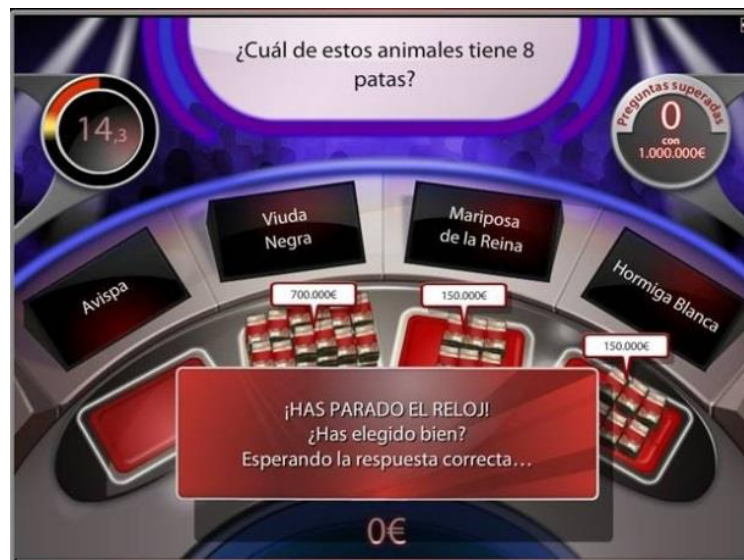 ¿Cuál de estos animales tiene 8
patas?
14,3
Preguntas superadas
0
con
1.000.000€
Avispa
Viuda
Negra
Mariposa
de la Reina
Hormiga Blanca
700.000€
150.000€
150.000€
¡HAS PARADO EL RELOJ!
¿Has elegido bien?
Esperando la respuesta correcta...
0€